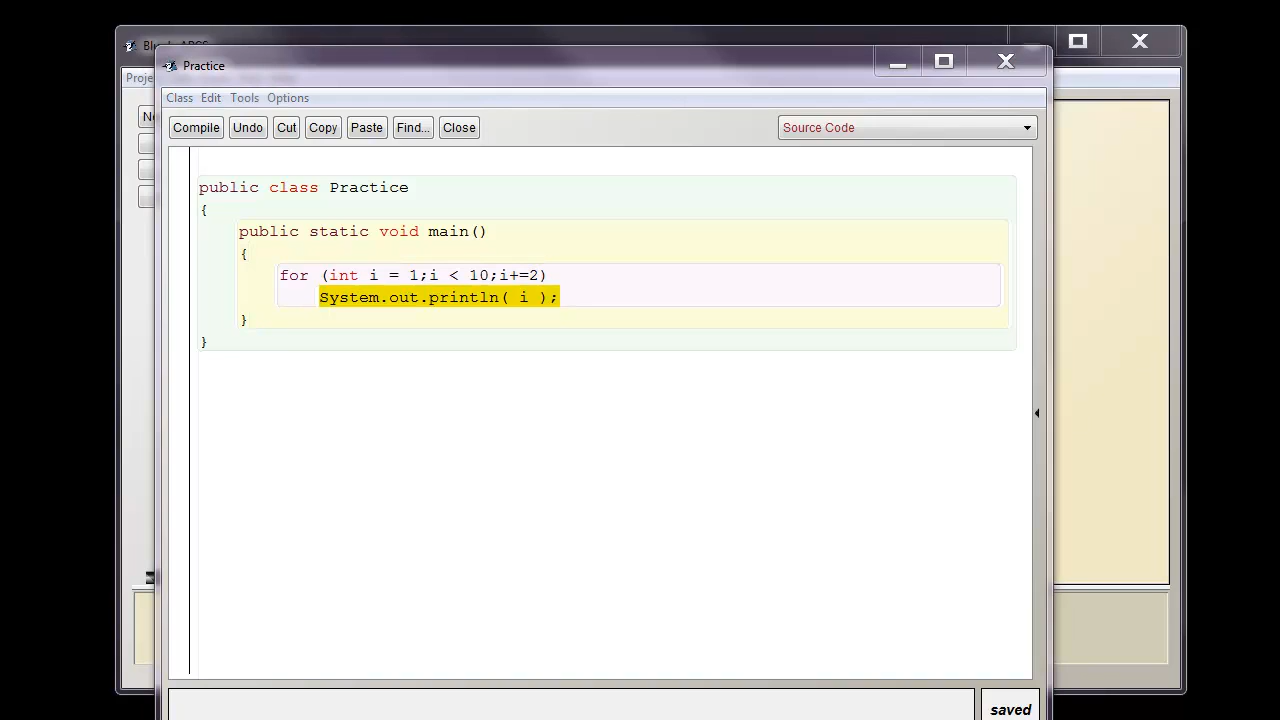 Practice
Proje
Class Edit Tools Options
Compile Undo Cut Copy Paste Find... Close Source Code
public class Practice
{
public static void main()
{
for (int i = 1;i < 10;i+=2)
System.out.println( i );
}
}
saved